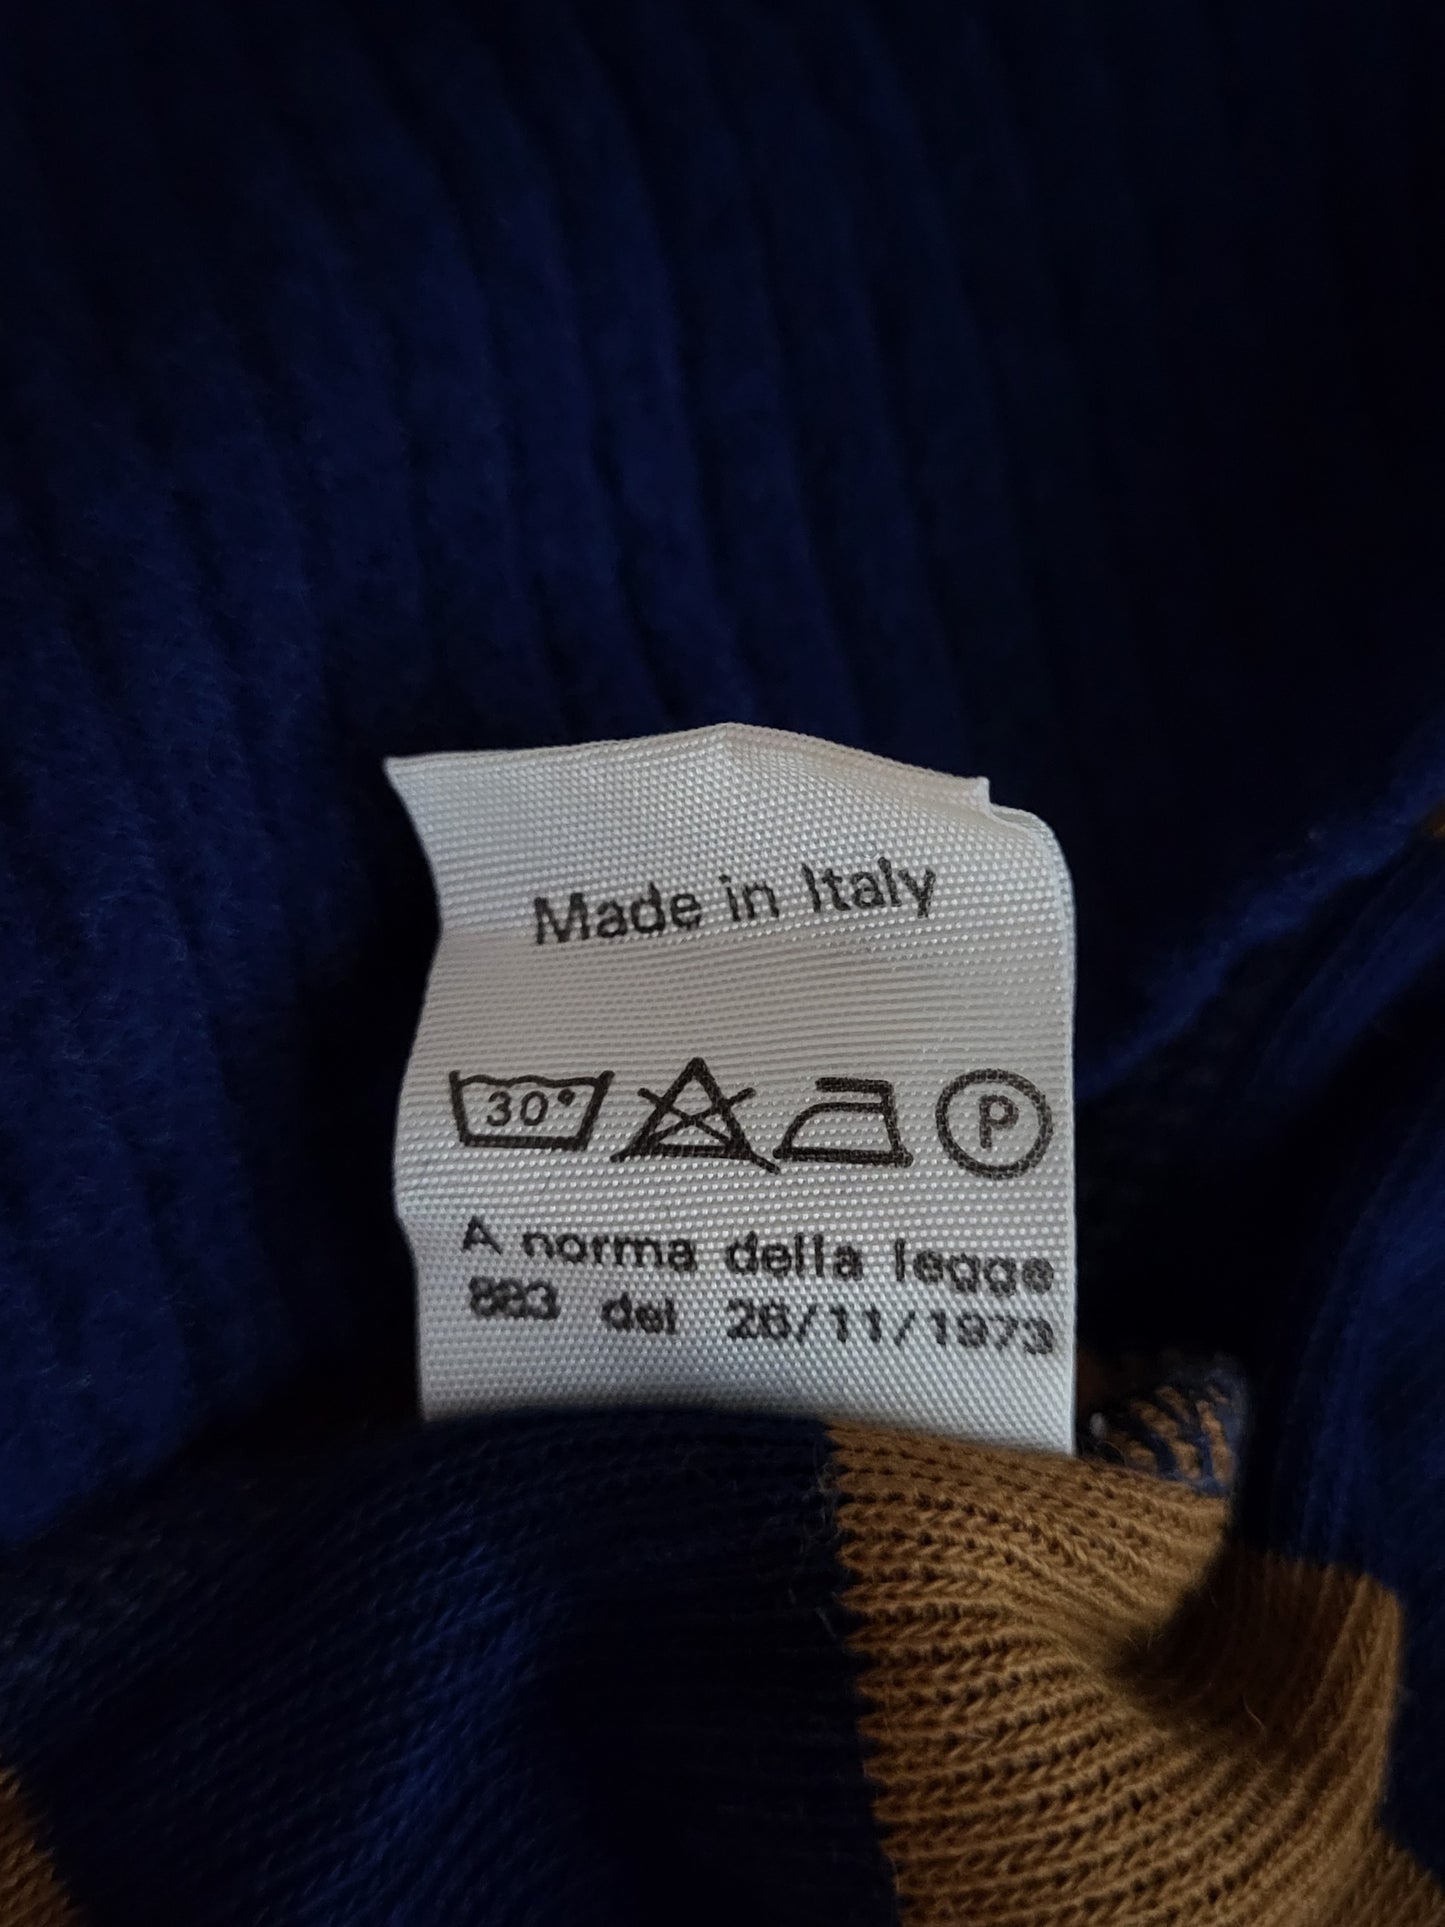 Made in Italy
30°
P
A norma della legge
883 del 26/11/1973